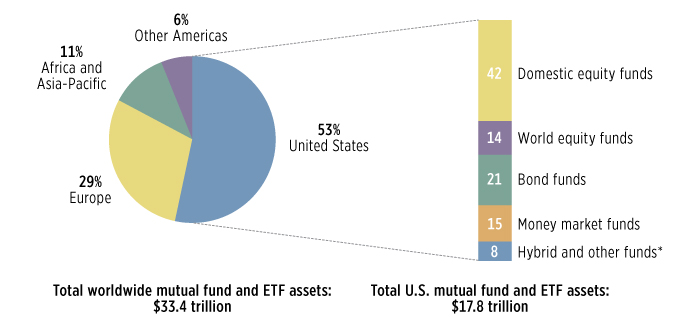 6%
Other Americas
11%
Africa and
Asia-Pacific
53%
United States
29%
Europe
42 Domestic equity funds
14 World equity funds
21 Bond funds
15 Money market funds
8 Hybrid and other funds*
Total worldwide mutual fund and ETF assets:
$33.4 trillion
Total U.S. mutual fund and ETF assets:
$17.8 trillion